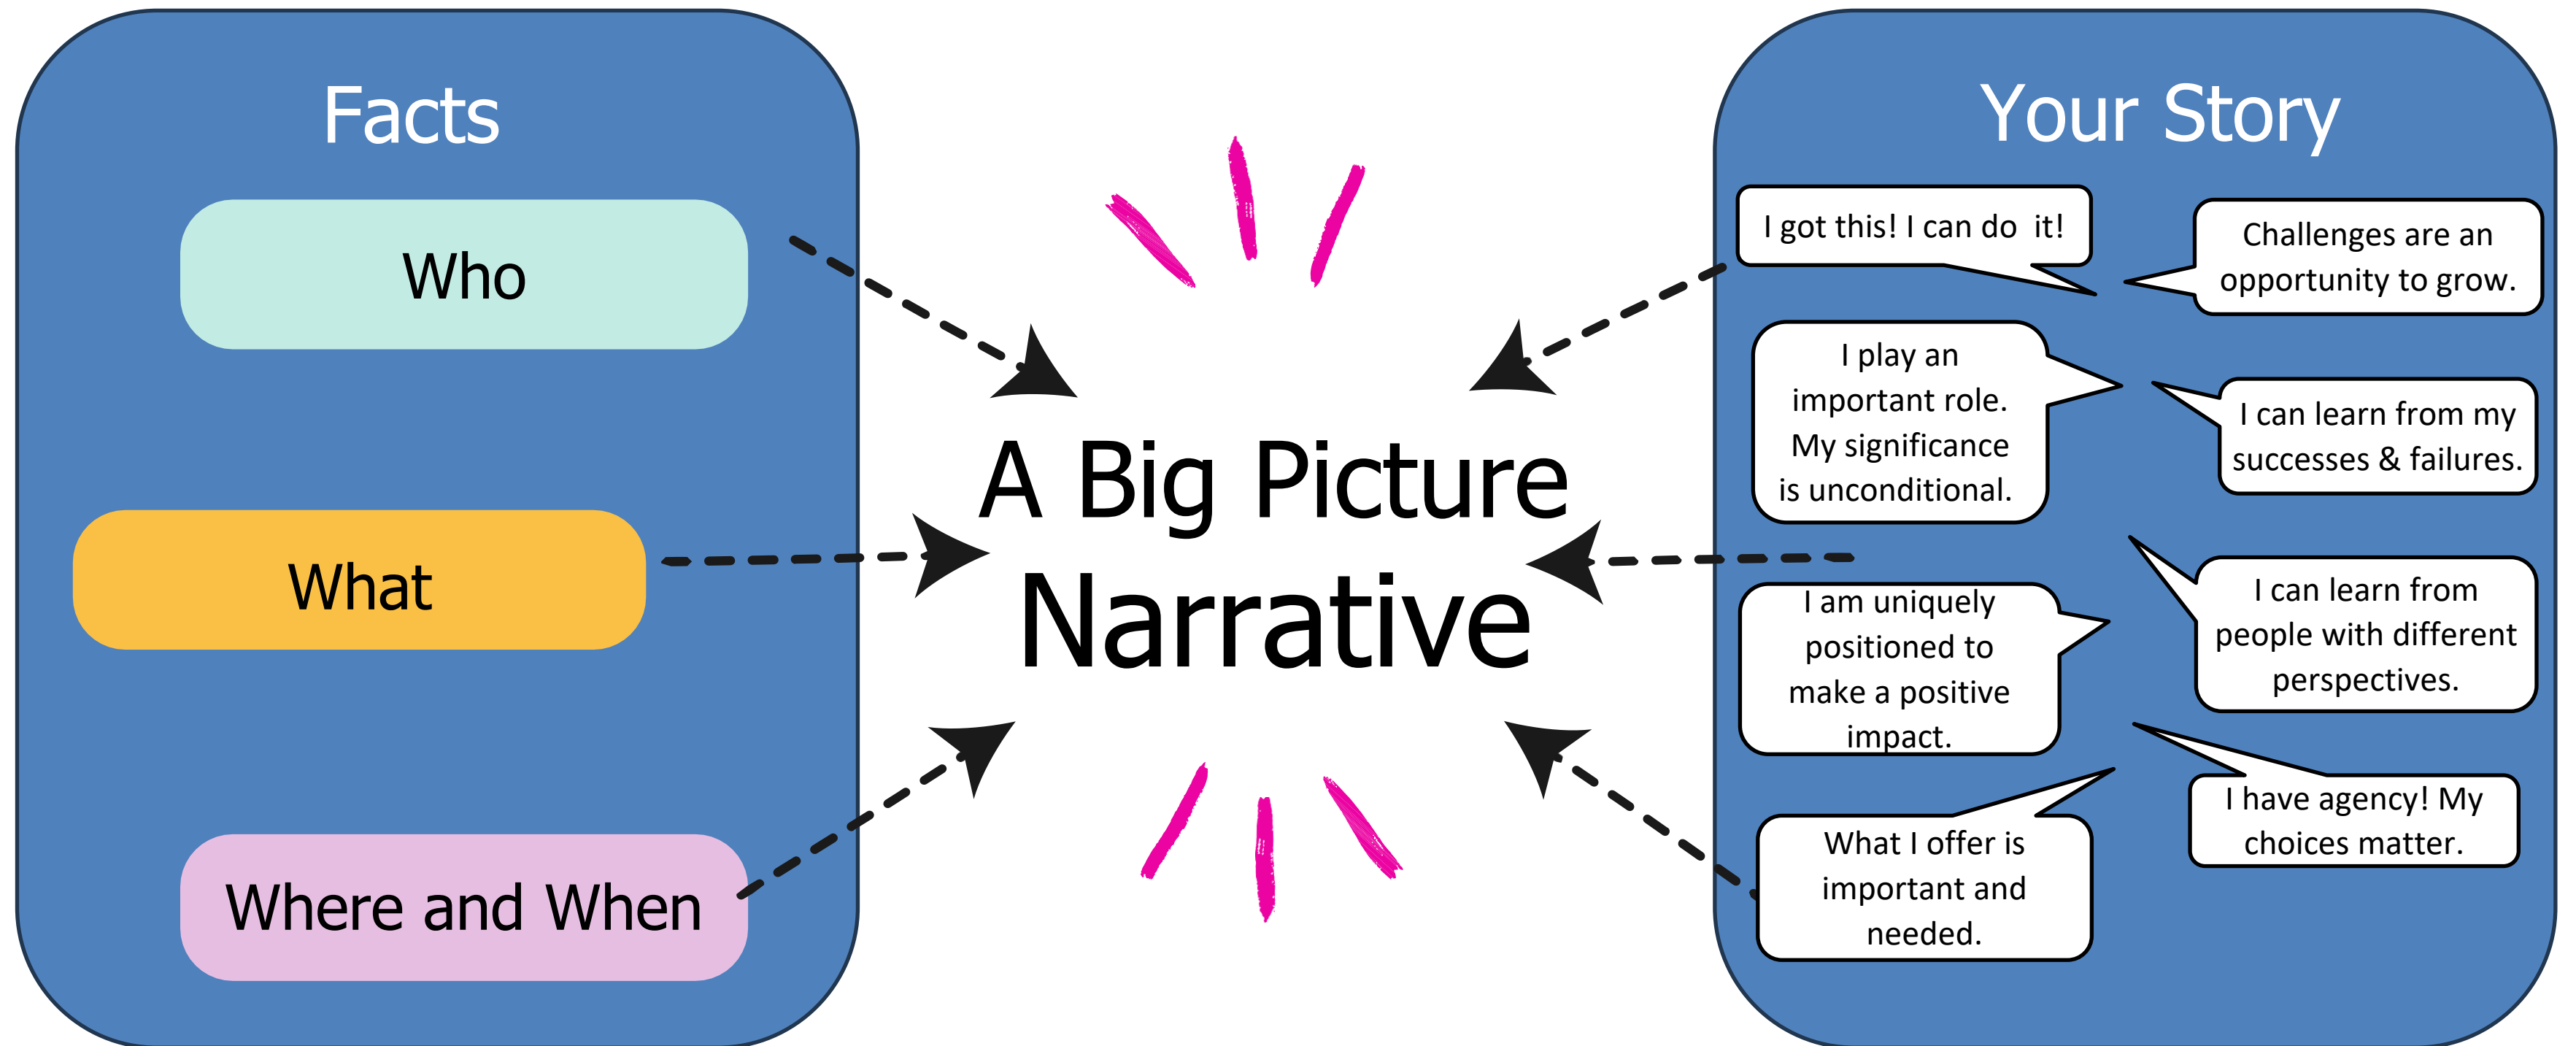 Facts
Who
What
Where and When
A Big Picture
Narrative
Your Story
I got this! I can do  it!
Challenges are an
opportunity to grow.
I play an
important role.
My significance
is unconditional.
I can learn from my
successes & failures.
I am uniquely
positioned to
make a positive
impact.
I can learn from
people with different
perspectives.
What I offer is
important and
needed.
I have agency! My
choices matter.